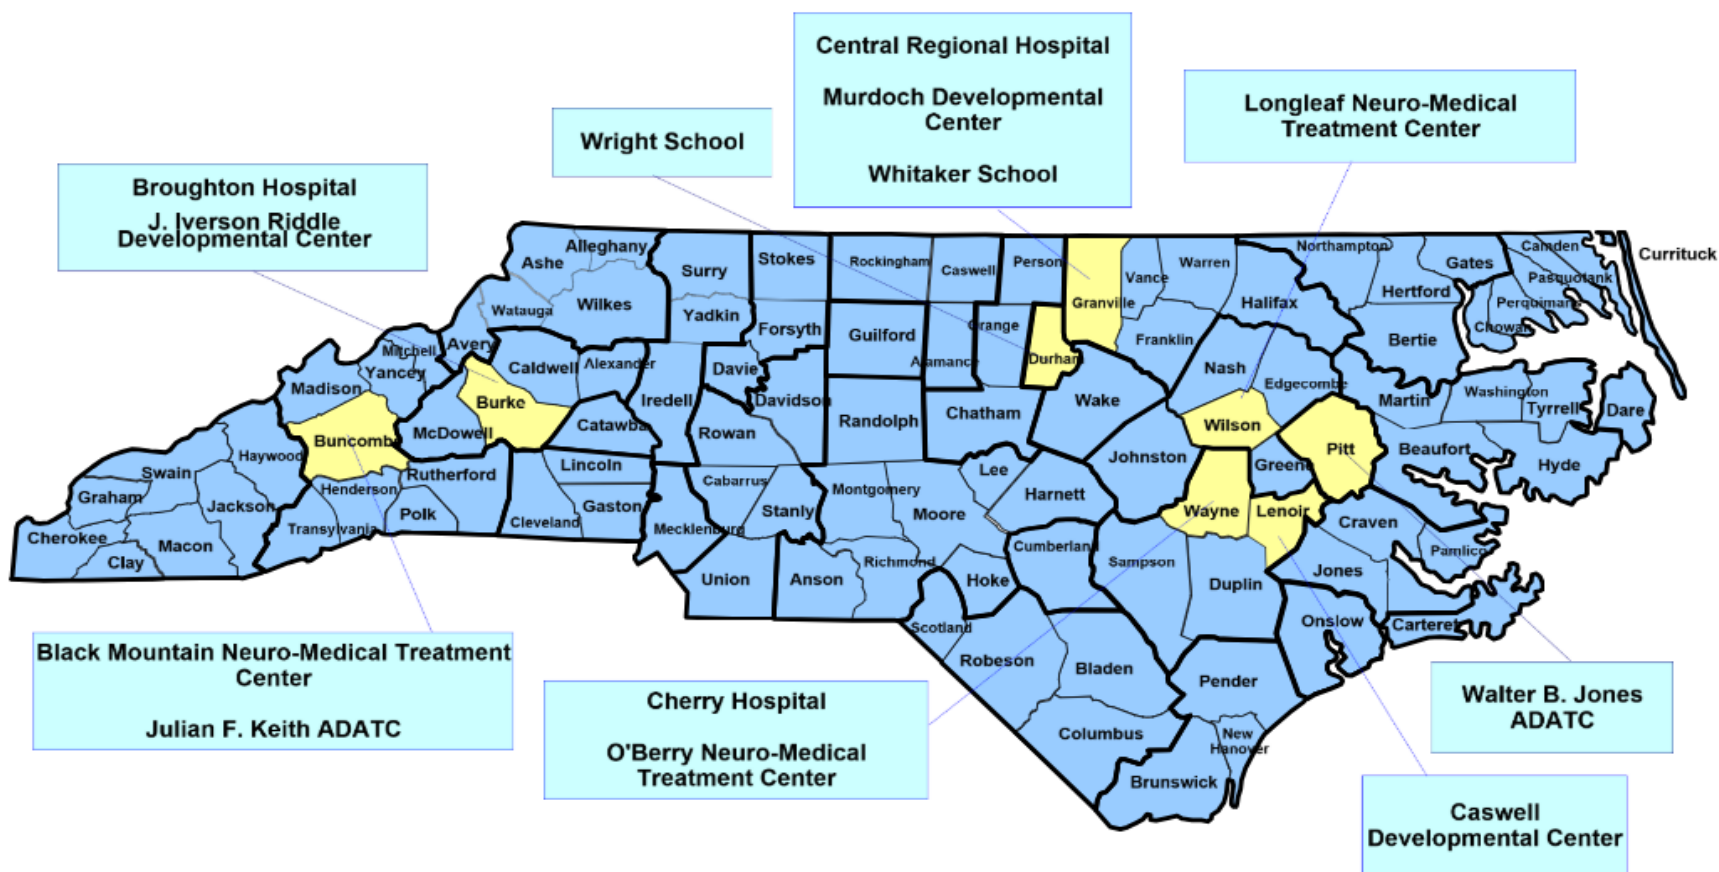 Central Regional Hospital
Murdoch Developmental
Center
Whitaker School
Longleaf Neuro-Medical
Treatment Center
Wright School
Broughton Hospital
J. Iverson Riddle
Developmental Center
Currituck
Alleghany
Ashe
Surry
Stokes
Rockingham
Caswell
Person
Granville
Vance
Warren
Northampton
Gates
Camden
Pasquotank
Perquimans
Chowan
Hertford
Halifax
Bertie
Watauga
Wilkes
Yadkin
Forsyth
Guilford
Alamance
Orange
Durham
Franklin
Nash
Edgecombe
Martin
Washington
Tyrrell
Dare
Mitchell
Avery
Yancey
Madison
Caldwell
Alexander
Iredell
Davie
Davidson
Randolph
Chatham
Wake
Wilson
Pitt
Beaufort
Hyde
Burke
McDowell
Buncombe
Haywood
Catawba
Rowan
Johnston
Greene
Swain
Graham
Jackson
Rutherford
Henderson
Polk
Transylvania
Lincoln
Gaston
Cleveland
Cabarrus
Stanly
Montgomery
Moore
Lee
Harnett
Wayne
Lenoir
Craven
Pamlico
Cherokee
Clay
Macon
Mecklenburg
Union
Anson
Richmond
Hoke
Cumberland
Sampson
Duplin
Jones
Onslow
Carteret
Scotland
Robeson
Bladen
Pender
Columbus
New
Hanover
Brunswick
Black Mountain Neuro-Medical Treatment
Center
Julian F. Keith ADATC
Cherry Hospital
O'Berry Neuro-Medical
Treatment Center
Walter B. Jones
ADATC
Caswell
Developmental Center